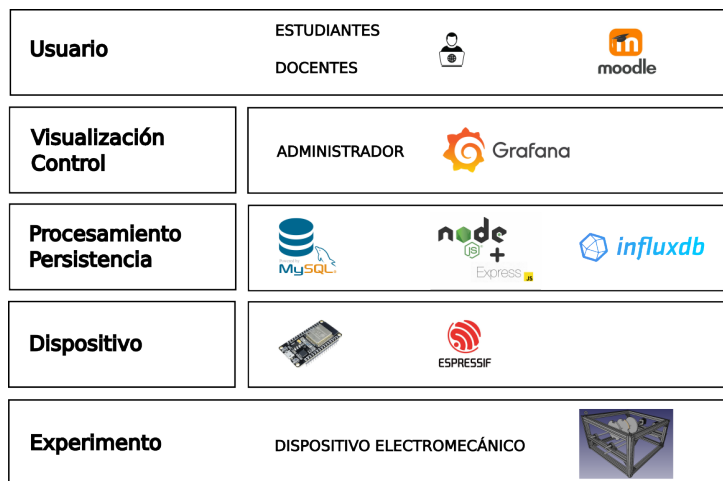 Usuario
ESTUDIANTES
DOCENTES
moodle
Visualización
Control
ADMINISTRADOR
Grafana
Procesamiento
Persistencia
MySQL
node
JS
+
Express
JS
influxdb
Dispositivo
ESPRESSIF
Experimento
DISPOSITIVO ELECTROMECÁNICO